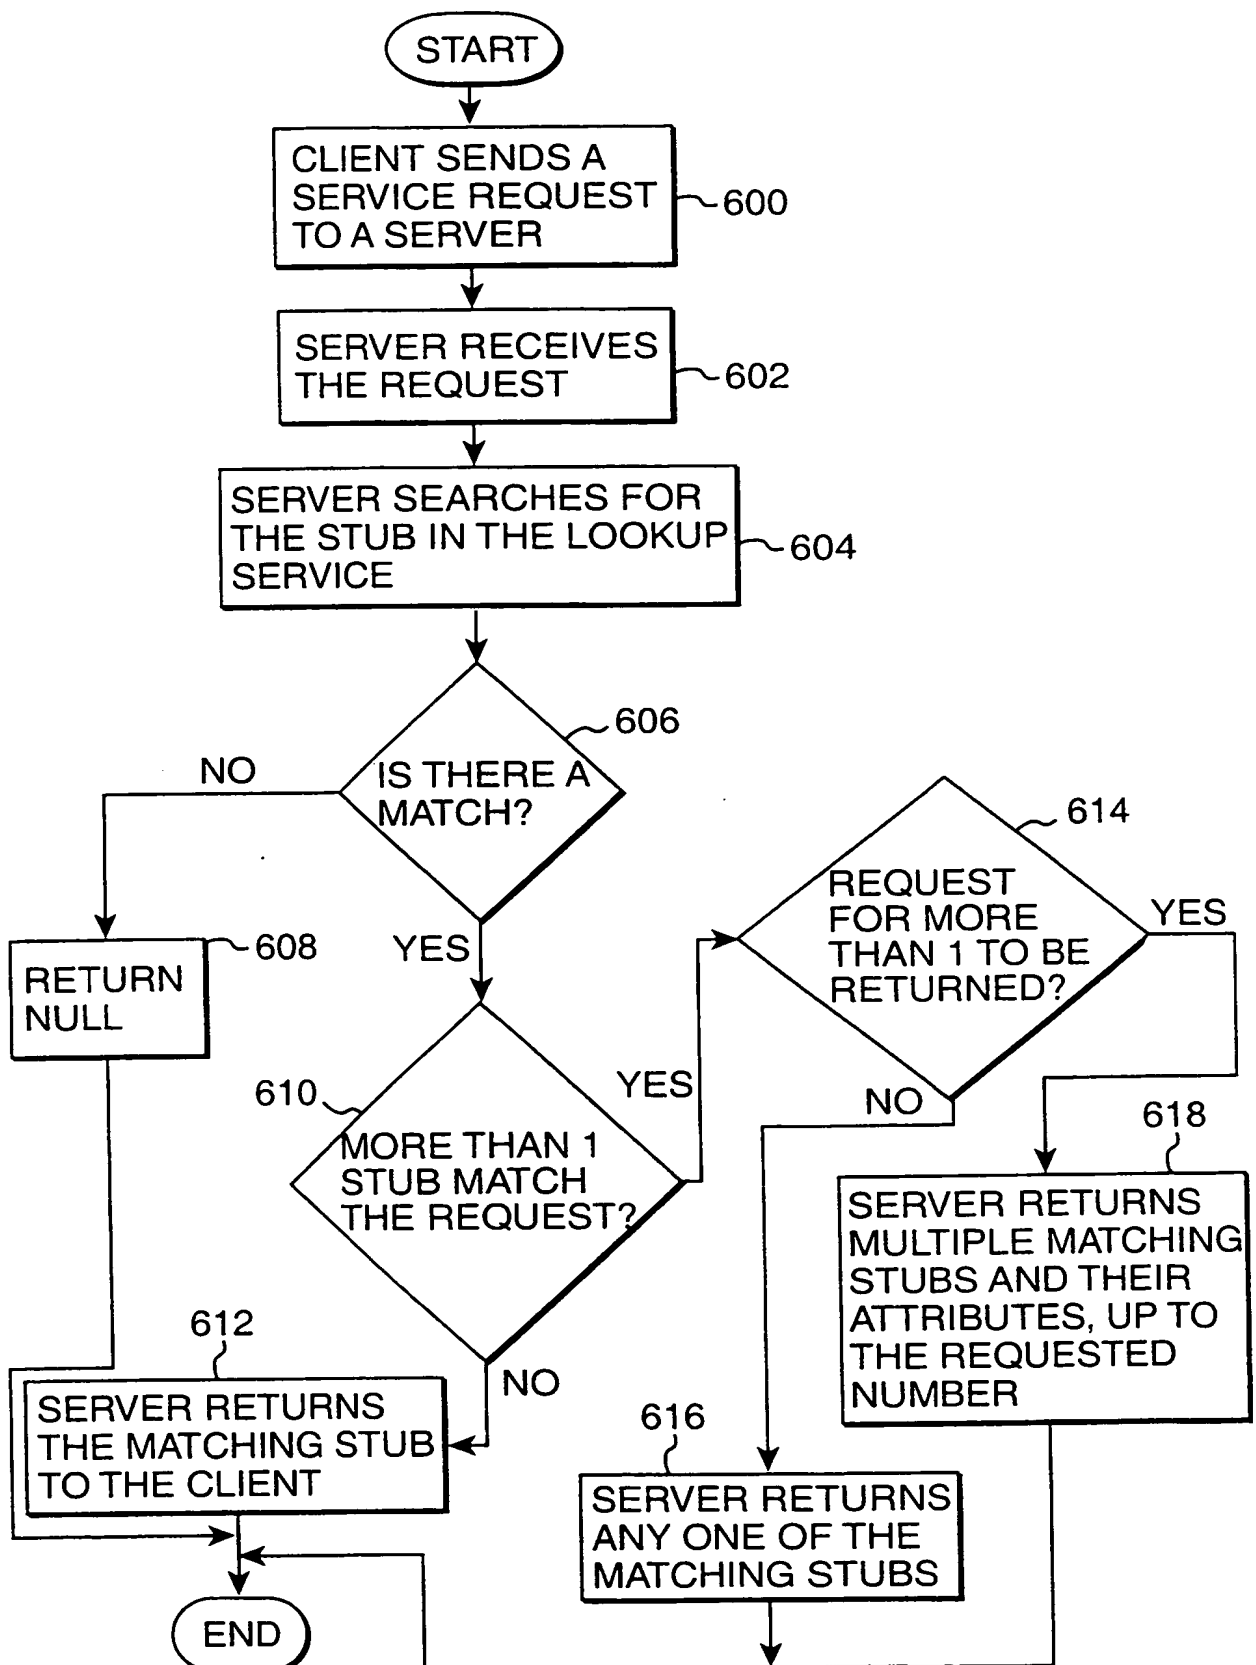 START
CLIENT SENDS A
SERVICE REQUEST
TO A SERVER
600
SERVER RECEIVES
THE REQUEST
602
SERVER SEARCHES FOR
THE STUB IN THE LOOKUP
SERVICE
604
606
IS THERE A
MATCH?
NO
YES
608
RETURN
NULL
614
REQUEST
FOR MORE
THAN 1 TO BE
RETURNED?
YES
NO
610
MORE THAN 1
STUB MATCH
THE REQUEST?
YES
NO
618
SERVER RETURNS
MULTIPLE MATCHING
STUBS AND THEIR
ATTRIBUTES, UP TO
THE REQUESTED
NUMBER
612
SERVER RETURNS
THE MATCHING STUB
TO THE CLIENT
616
SERVER RETURNS
ANY ONE OF THE
MATCHING STUBS
END